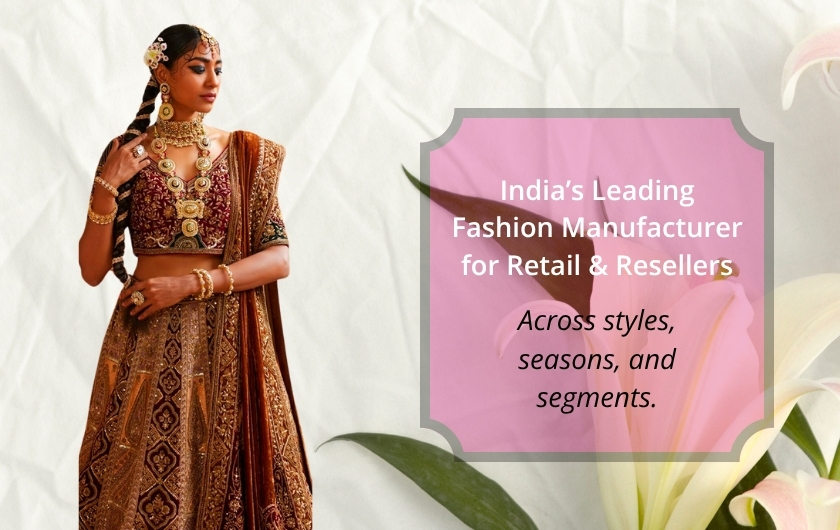 India’s Leading
Fashion Manufacturer
for Retail & Resellers
Across styles,
seasons, and
segments.